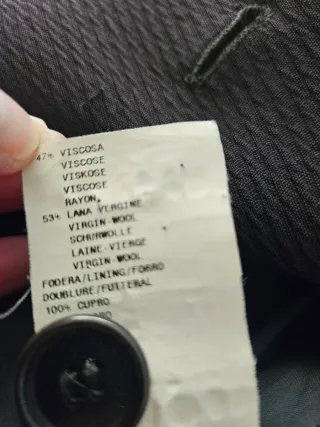 47% VISCOSA
VISCOSE
VISKOSE
VISCOSE
RAYON
53% LANA VERGINE
VIRGIN-WOOL
SCHURWOLLE
LAINE-VIERGE
VIRGIN-WOOL
FODERA/LINING/FORRO
DOUBLURE/FUTTERAL
100% CUPRO